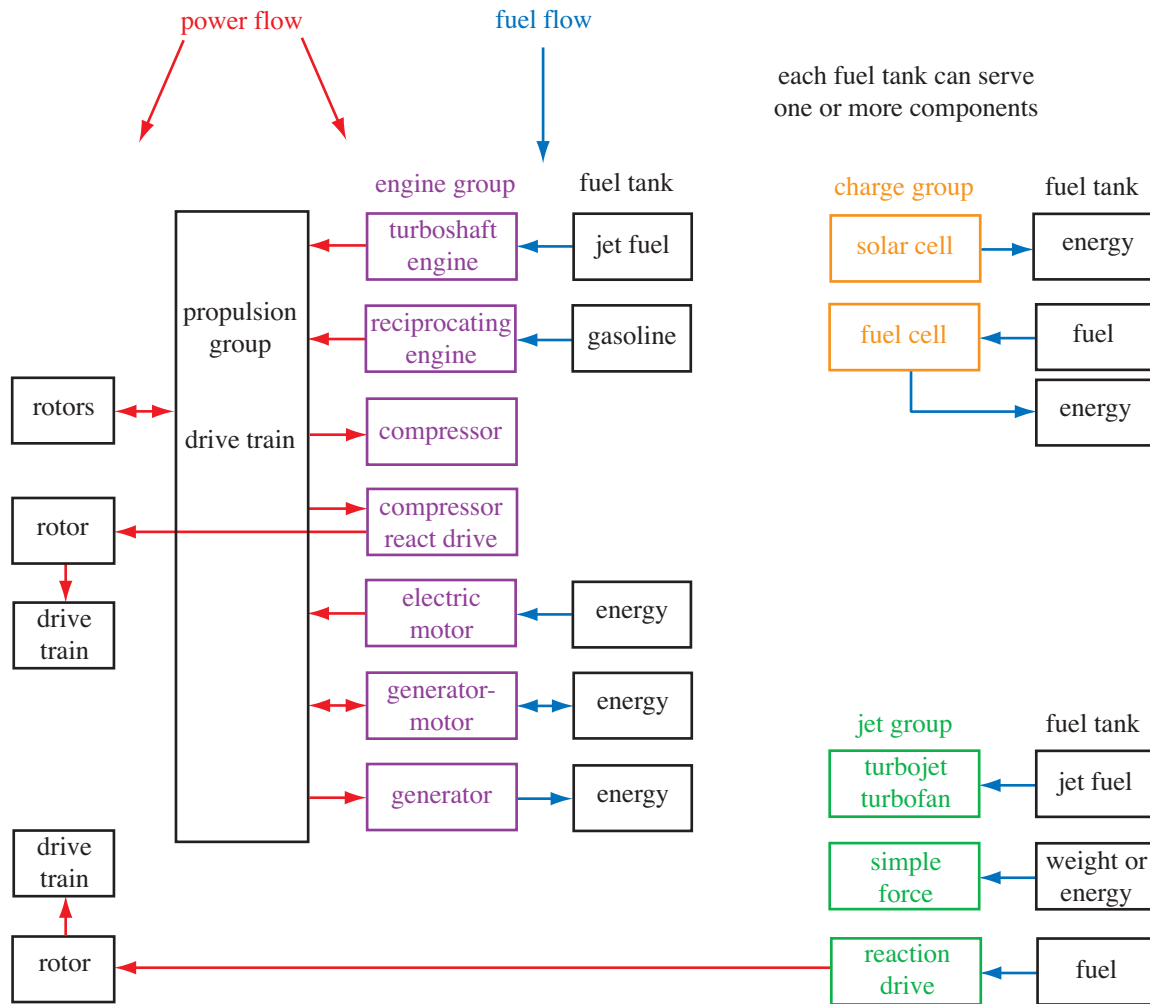 power flow
fuel flow
each fuel tank can serve
one or more components
engine group
fuel tank
charge group
fuel tank
turboshaft
engine
jet fuel
solar cell
energy
propulsion
group
reciprocating
engine
gasoline
fuel cell
fuel
rotors
drive train
compressor
energy
rotor
compressor
react drive
drive
train
electric
motor
energy
generator-
motor
energy
jet group
fuel tank
generator
energy
turbojet
turbofan
jet fuel
drive
train
simple
force
weight or
energy
rotor
reaction
drive
fuel